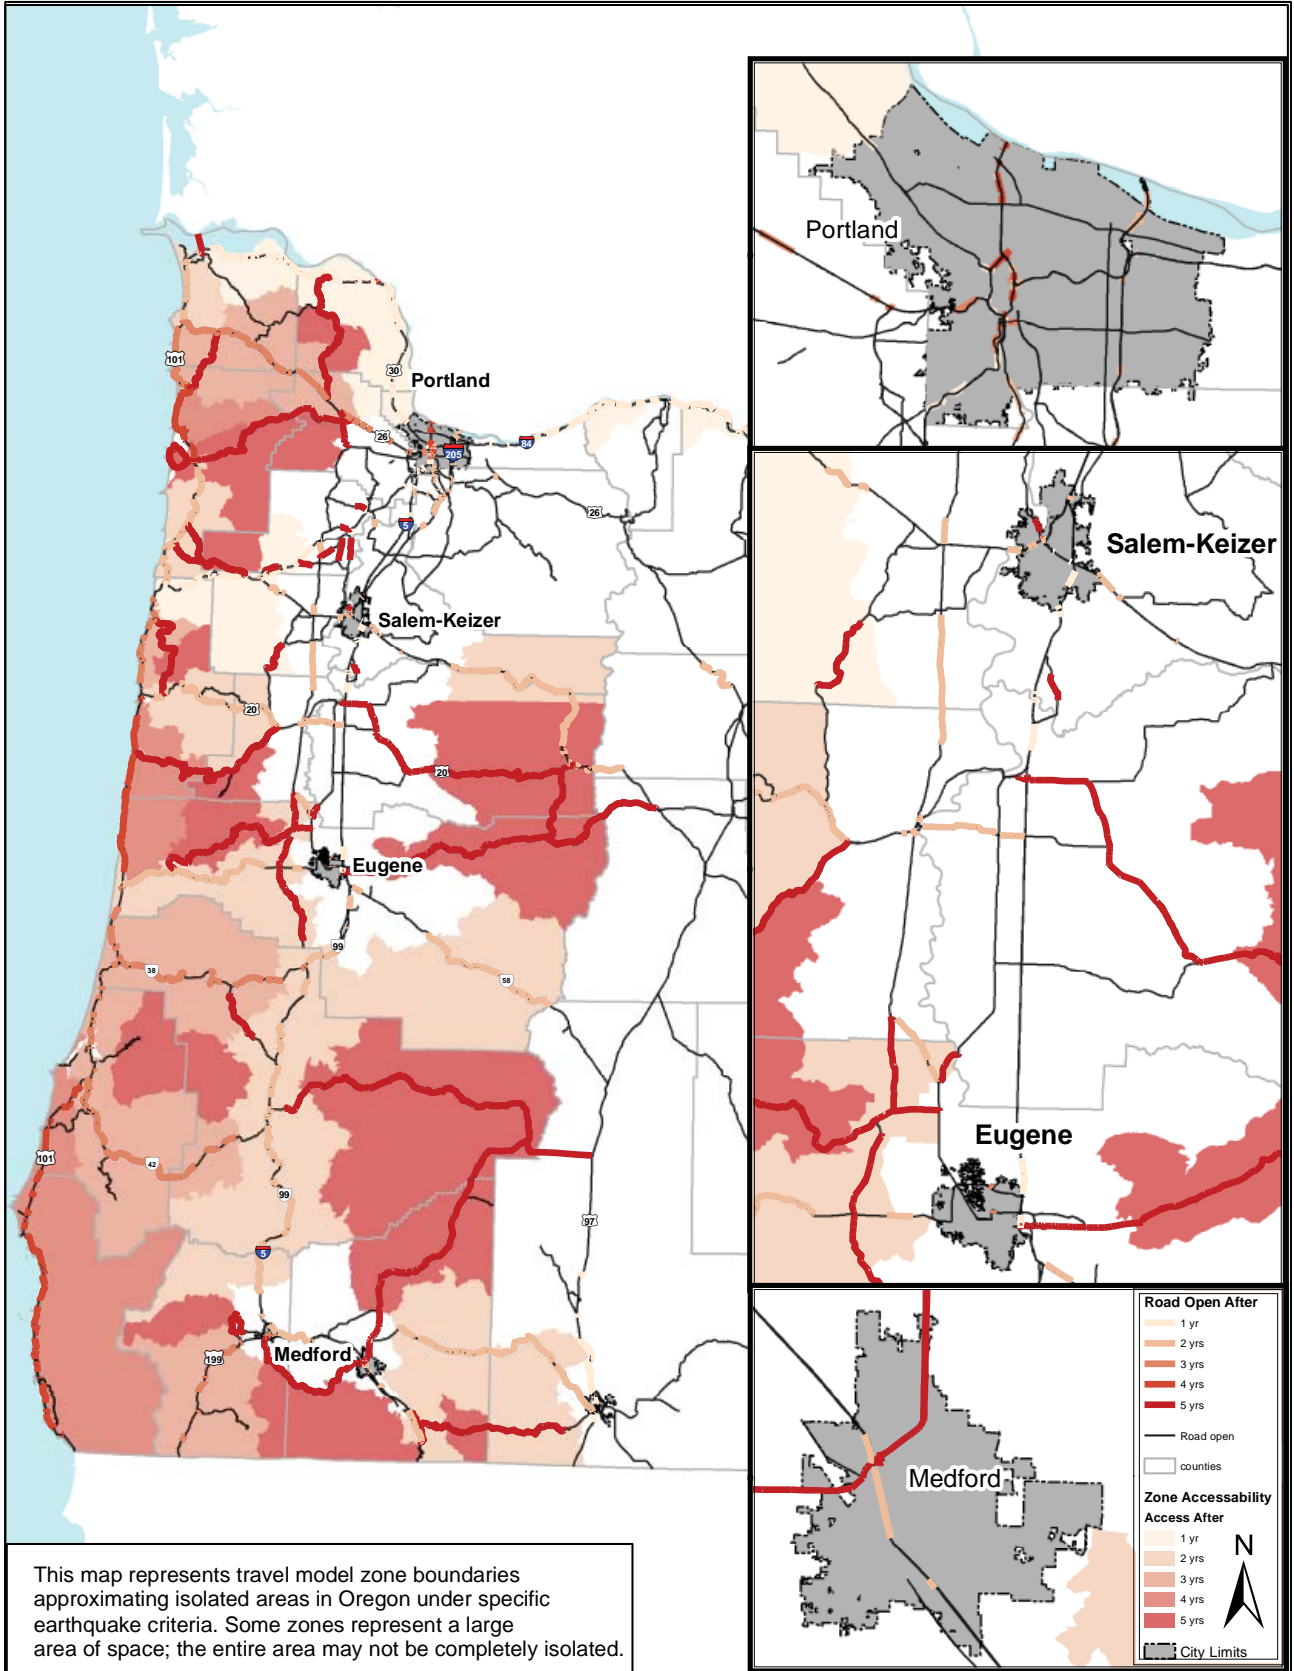 101
30
Portland
26
84
205
26
5
Salem-Keizer
20
20
Eugene
99
38
58
101
42
99
97
5
Medford
199
Portland
Salem-Keizer
Eugene
Medford
Road Open After
1 yr
2 yrs
3 yrs
4 yrs
5 yrs
Road open
counties
Zone Accessability
Access After
1 yr
2 yrs
3 yrs
4 yrs
5 yrs
City Limits
N
This map represents travel model zone boundaries
approximating isolated areas in Oregon under specific
earthquake criteria. Some zones represent a large
area of space; the entire area may not be completely isolated.